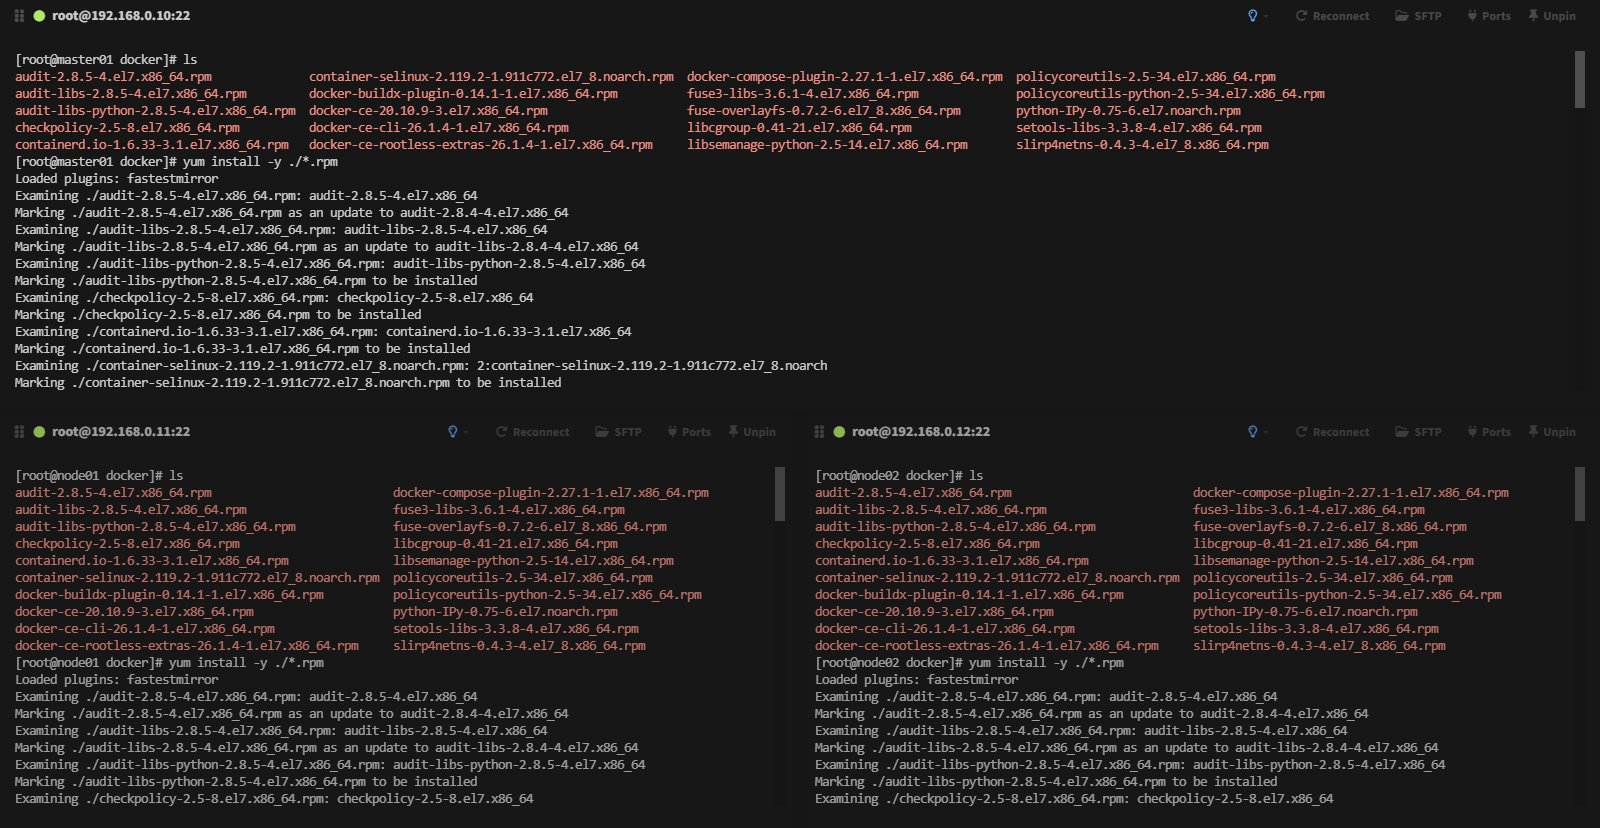 root@192.168.0.10:22 Reconnect SFTP Ports Unpin
[root@master01 docker]# ls
audit-2.8.5-4.el7.x86_64.rpm container-selinux-2.119.2-1.911c772.el7_8.noarch.rpm docker-compose-plugin-2.27.1-1.el7.x86_64.rpm policycoreutils-2.5-34.el7.x86_64.rpm
audit-libs-2.8.5-4.el7.x86_64.rpm docker-buildx-plugin-0.14.1-1.el7.x86_64.rpm fuse3-libs-3.6.1-4.el7.x86_64.rpm policycoreutils-python-2.5-34.el7.x86_64.rpm
audit-libs-python-2.8.5-4.el7.x86_64.rpm docker-ce-20.10.9-3.el7.x86_64.rpm fuse-overlayfs-0.7.2-6.el7_8.x86_64.rpm python-IPy-0.75-6.el7.noarch.rpm
checkpolicy-2.5-8.el7.x86_64.rpm docker-ce-cli-26.1.4-1.el7.x86_64.rpm libcgroup-0.41-21.el7.x86_64.rpm setools-libs-3.3.8-4.el7.x86_64.rpm
containerd.io-1.6.33-3.1.el7.x86_64.rpm docker-ce-rootless-extras-26.1.4-1.el7.x86_64.rpm libsemanage-python-2.5-14.el7.x86_64.rpm slirp4netns-0.4.3-4.el7_8.x86_64.rpm
[root@master01 docker]# yum install -y ./*.rpm
Loaded plugins: fastestmirror
Examining ./audit-2.8.5-4.el7.x86_64.rpm: audit-2.8.5-4.el7.x86_64
Marking ./audit-2.8.5-4.el7.x86_64.rpm as an update to audit-2.8.4-4.el7.x86_64
Examining ./audit-libs-2.8.5-4.el7.x86_64.rpm: audit-libs-2.8.5-4.el7.x86_64
Marking ./audit-libs-2.8.5-4.el7.x86_64.rpm as an update to audit-libs-2.8.4-4.el7.x86_64
Examining ./audit-libs-python-2.8.5-4.el7.x86_64.rpm: audit-libs-python-2.8.5-4.el7.x86_64
Marking ./audit-libs-python-2.8.5-4.el7.x86_64.rpm to be installed
Examining ./checkpolicy-2.5-8.el7.x86_64.rpm: checkpolicy-2.5-8.el7.x86_64
Marking ./checkpolicy-2.5-8.el7.x86_64.rpm to be installed
Examining ./containerd.io-1.6.33-3.1.el7.x86_64.rpm: containerd.io-1.6.33-3.1.el7.x86_64
Marking ./containerd.io-1.6.33-3.1.el7.x86_64.rpm to be installed
Examining ./container-selinux-2.119.2-1.911c772.el7_8.noarch.rpm: 2:container-selinux-2.119.2-1.911c772.el7_8.noarch
Marking ./container-selinux-2.119.2-1.911c772.el7_8.noarch.rpm to be installed
root@192.168.0.11:22 Reconnect SFTP Ports Unpin
[root@node01 docker]# ls
audit-2.8.5-4.el7.x86_64.rpm docker-compose-plugin-2.27.1-1.el7.x86_64.rpm
audit-libs-2.8.5-4.el7.x86_64.rpm fuse3-libs-3.6.1-4.el7.x86_64.rpm
audit-libs-python-2.8.5-4.el7.x86_64.rpm fuse-overlayfs-0.7.2-6.el7_8.x86_64.rpm
checkpolicy-2.5-8.el7.x86_64.rpm libcgroup-0.41-21.el7.x86_64.rpm
containerd.io-1.6.33-3.1.el7.x86_64.rpm libsemanage-python-2.5-14.el7.x86_64.rpm
container-selinux-2.119.2-1.911c772.el7_8.noarch.rpm policycoreutils-2.5-34.el7.x86_64.rpm
docker-buildx-plugin-0.14.1-1.el7.x86_64.rpm policycoreutils-python-2.5-34.el7.x86_64.rpm
docker-ce-20.10.9-3.el7.x86_64.rpm python-IPy-0.75-6.el7.noarch.rpm
docker-ce-cli-26.1.4-1.el7.x86_64.rpm setools-libs-3.3.8-4.el7.x86_64.rpm
docker-ce-rootless-extras-26.1.4-1.el7.x86_64.rpm slirp4netns-0.4.3-4.el7_8.x86_64.rpm
[root@node01 docker]# yum install -y ./*.rpm
Loaded plugins: fastestmirror
Examining ./audit-2.8.5-4.el7.x86_64.rpm: audit-2.8.5-4.el7.x86_64
Marking ./audit-2.8.5-4.el7.x86_64.rpm as an update to audit-2.8.4-4.el7.x86_64
Examining ./audit-libs-2.8.5-4.el7.x86_64.rpm: audit-libs-2.8.5-4.el7.x86_64
Marking ./audit-libs-2.8.5-4.el7.x86_64.rpm as an update to audit-libs-2.8.4-4.el7.x86_64
Examining ./audit-libs-python-2.8.5-4.el7.x86_64.rpm: audit-libs-python-2.8.5-4.el7.x86_64
Marking ./audit-libs-python-2.8.5-4.el7.x86_64.rpm to be installed
Examining ./checkpolicy-2.5-8.el7.x86_64.rpm: checkpolicy-2.5-8.el7.x86_64
root@192.168.0.12:22 Reconnect SFTP Ports Unpin
[root@node02 docker]# ls
audit-2.8.5-4.el7.x86_64.rpm docker-compose-plugin-2.27.1-1.el7.x86_64.rpm
audit-libs-2.8.5-4.el7.x86_64.rpm fuse3-libs-3.6.1-4.el7.x86_64.rpm
audit-libs-python-2.8.5-4.el7.x86_64.rpm fuse-overlayfs-0.7.2-6.el7_8.x86_64.rpm
checkpolicy-2.5-8.el7.x86_64.rpm libcgroup-0.41-21.el7.x86_64.rpm
containerd.io-1.6.33-3.1.el7.x86_64.rpm libsemanage-python-2.5-14.el7.x86_64.rpm
container-selinux-2.119.2-1.911c772.el7_8.noarch.rpm policycoreutils-2.5-34.el7.x86_64.rpm
docker-buildx-plugin-0.14.1-1.el7.x86_64.rpm policycoreutils-python-2.5-34.el7.x86_64.rpm
docker-ce-20.10.9-3.el7.x86_64.rpm python-IPy-0.75-6.el7.noarch.rpm
docker-ce-cli-26.1.4-1.el7.x86_64.rpm setools-libs-3.3.8-4.el7.x86_64.rpm
docker-ce-rootless-extras-26.1.4-1.el7.x86_64.rpm slirp4netns-0.4.3-4.el7_8.x86_64.rpm
[root@node02 docker]# yum install -y ./*.rpm
Loaded plugins: fastestmirror
Examining ./audit-2.8.5-4.el7.x86_64.rpm: audit-2.8.5-4.el7.x86_64
Marking ./audit-2.8.5-4.el7.x86_64.rpm as an update to audit-2.8.4-4.el7.x86_64
Examining ./audit-libs-2.8.5-4.el7.x86_64.rpm: audit-libs-2.8.5-4.el7.x86_64
Marking ./audit-libs-2.8.5-4.el7.x86_64.rpm as an update to audit-libs-2.8.4-4.el7.x86_64
Examining ./audit-libs-python-2.8.5-4.el7.x86_64.rpm: audit-libs-python-2.8.5-4.el7.x86_64
Marking ./audit-libs-python-2.8.5-4.el7.x86_64.rpm to be installed
Examining ./checkpolicy-2.5-8.el7.x86_64.rpm: checkpolicy-2.5-8.el7.x86_64